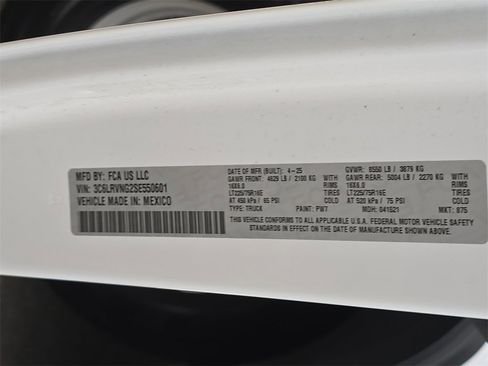 MFD BY: FCA US LLC
VIN: 3C6LRVNG2SE550601
VEHICLE MADE IN: MEXICO
DATE OF MFR (BUILT): 4-25
GVWR: 8550 LB / 3879 KG
GAWR FRONT: 4629 LB / 2100 KG WITH
GAWR REAR: 5004 LB / 2270 KG WITH
16X6.0 RIMS
16X6.0 RIMS
LT225/75R16E TIRES
LT225/75R16E TIRES
AT 450 kPa / 65 PSI COLD
AT 520 kPa / 75 PSI COLD
TYPE: TRUCK PAINT: PW7 MDH: 041521 MKT: 875
THIS VEHICLE CONFORMS TO ALL APPLICABLE U.S.A. FEDERAL MOTOR VEHICLE SAFETY
STANDARDS IN EFFECT ON THE DATE OF MFR SHOWN ABOVE.